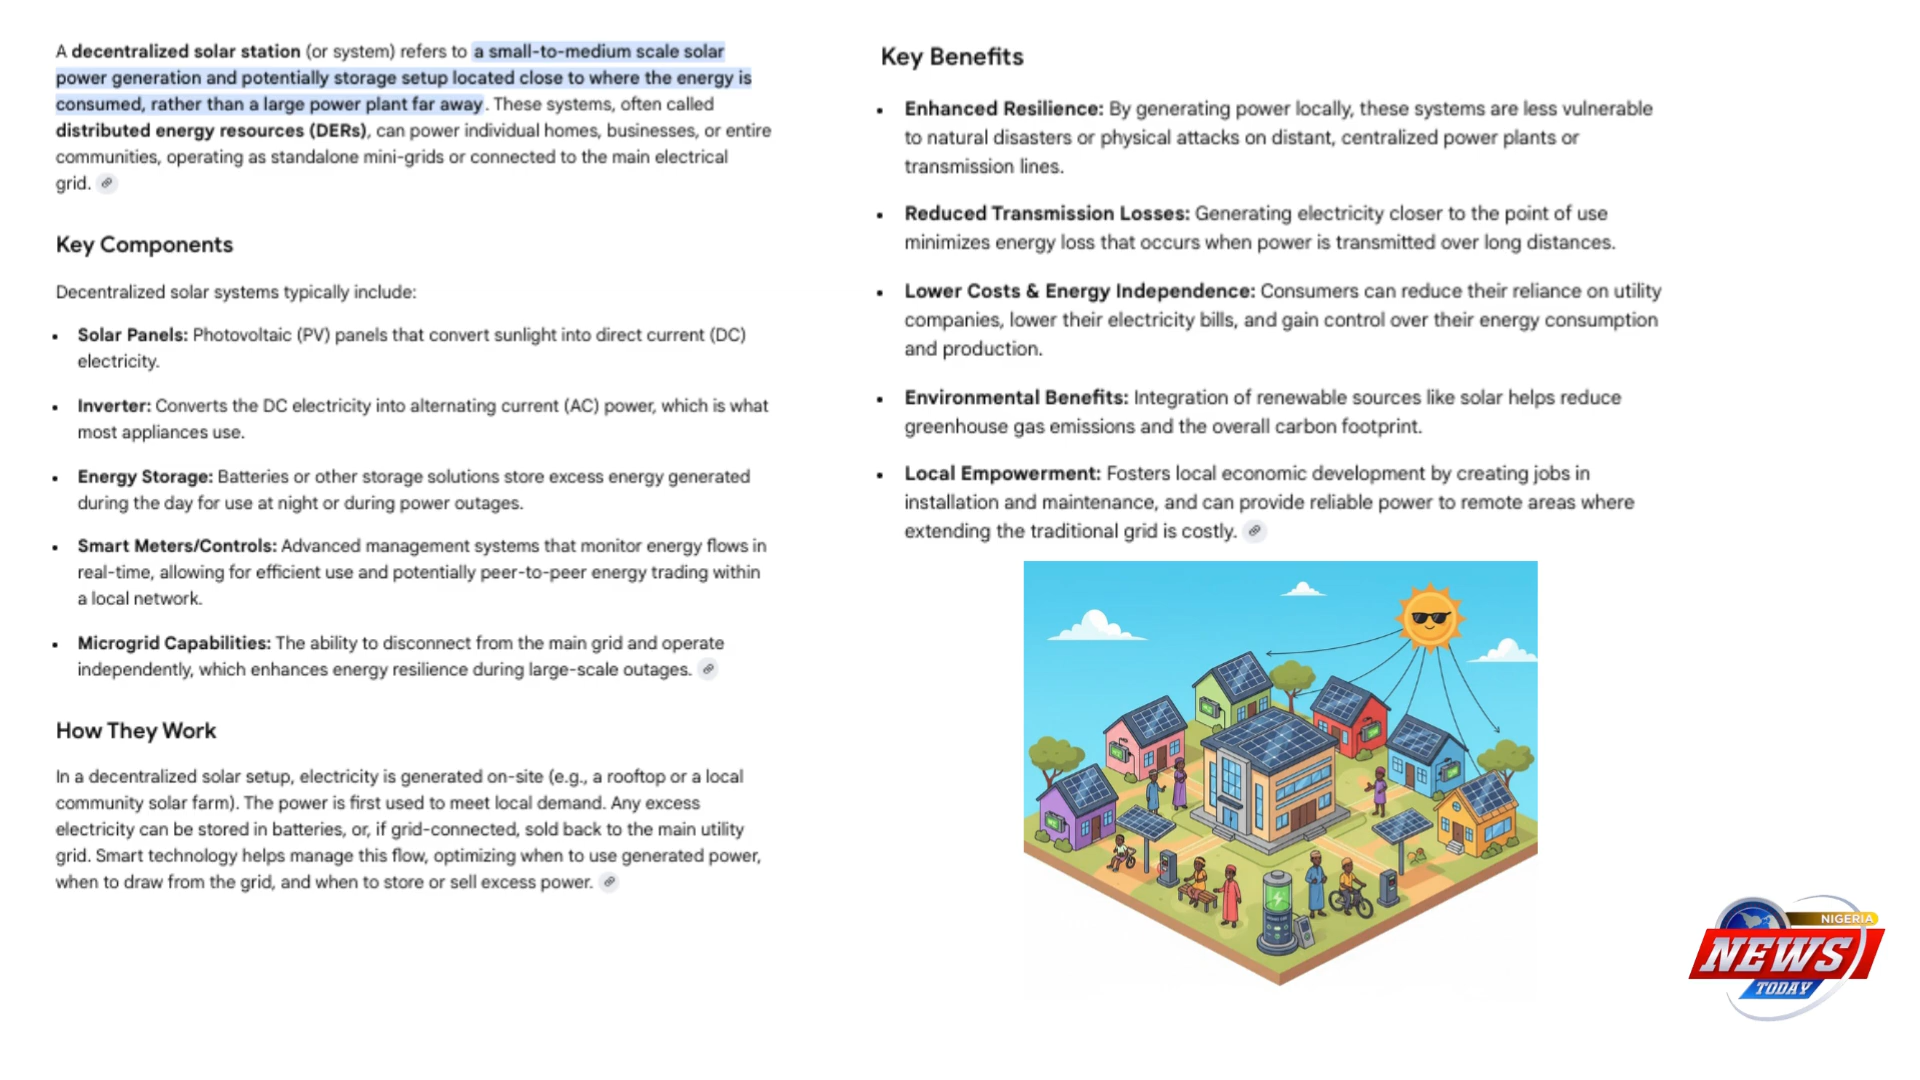 A decentralized solar station (or system) refers to a small-to-medium scale solar
power generation and potentially storage setup located close to where the energy is
consumed, rather than a large power plant far away. These systems, often called
distributed energy resources (DERs), can power individual homes, businesses, or entire
communities, operating as standalone mini-grids or connected to the main electrical
grid.
Key Components
Decentralized solar systems typically include:
• Solar Panels: Photovoltaic (PV) panels that convert sunlight into direct current (DC)
electricity.
• Inverter: Converts the DC electricity into alternating current (AC) power, which is what
most appliances use.
• Energy Storage: Batteries or other storage solutions store excess energy generated
during the day for use at night or during power outages.
• Smart Meters/Controls: Advanced management systems that monitor energy flows in
real-time, allowing for efficient use and potentially peer-to-peer energy trading within
a local network.
• Microgrid Capabilities: The ability to disconnect from the main grid and operate
independently, which enhances energy resilience during large-scale outages.
How They Work
In a decentralized solar setup, electricity is generated on-site (e.g., a rooftop or a local
community solar farm). The power is first used to meet local demand. Any excess
electricity can be stored in batteries, or, if grid-connected, sold back to the main utility
grid. Smart technology helps manage this flow, optimizing when to use generated power,
when to draw from the grid, and when to store or sell excess power.
Key Benefits
• Enhanced Resilience: By generating power locally, these systems are less vulnerable
to natural disasters or physical attacks on distant, centralized power plants or
transmission lines.
• Reduced Transmission Losses: Generating electricity closer to the point of use
minimizes energy loss that occurs when power is transmitted over long distances.
• Lower Costs & Energy Independence: Consumers can reduce their reliance on utility
companies, lower their electricity bills, and gain control over their energy consumption
and production.
• Environmental Benefits: Integration of renewable sources like solar helps reduce
greenhouse gas emissions and the overall carbon footprint.
• Local Empowerment: Fosters local economic development by creating jobs in
installation and maintenance, and can provide reliable power to remote areas where
extending the traditional grid is costly.
NIGERIA
NEWS
TODAY